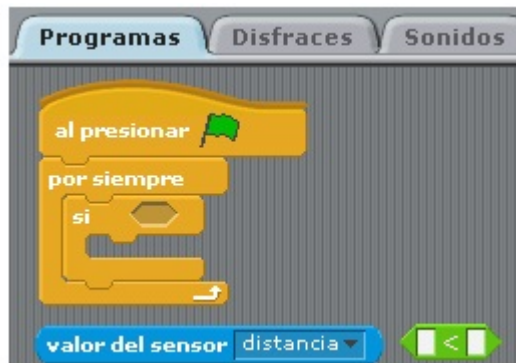 Programas Disfraces Sonidos
al presionar
por siempre
si
valor del sensor distancia <